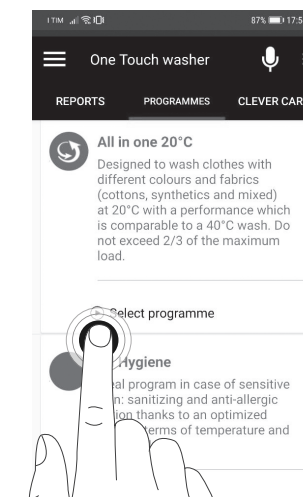 I TIM 87% 17:5
One Touch washer
REPORTS PROGRAMMES CLEVER CAR
All in one 20°C
Designed to wash clothes with
different colours and fabrics
(cottons, synthetics and mixed)
at 20°C with a performance which
is comparable to a 40°C wash. Do
not exceed 2/3 of the maximum
load.
Select programme
Hygiene
program in case of sensitive
sanitizing and anti-allergic
thanks to an optimized
terms of temperature and